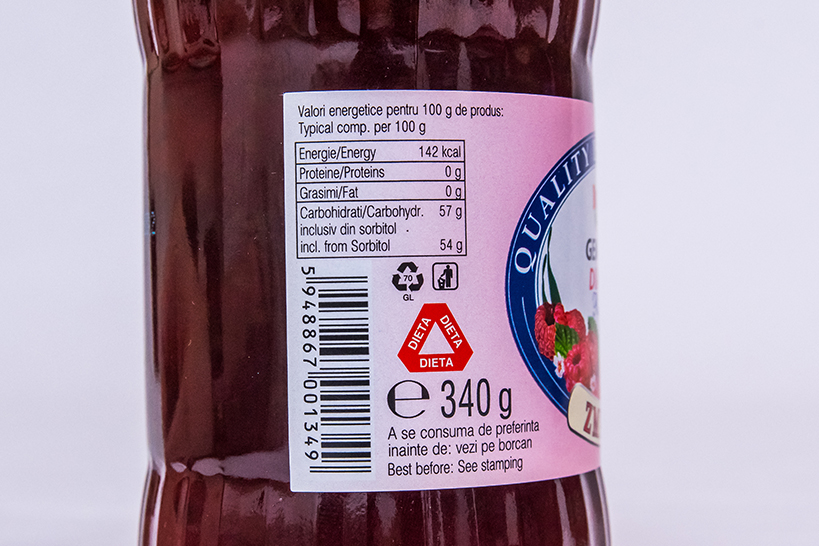 Valori energetice pentru 100 g de produs:
Typical comp. per 100 g
Energie/Energy 142 kcal
Proteine/Proteins 0 g
Grasimi/Fat 0 g
Carbohidrati/Carbohydr. 57 g
inclusiv din sorbitol
incl. from Sorbitol 54 g
70
GL
DIETA
DIETA
DIETA
5948867001349
e 340 g
A se consuma de preferinta
inainte de: vezi pe borcan
Best before: See stamping
QUALITY